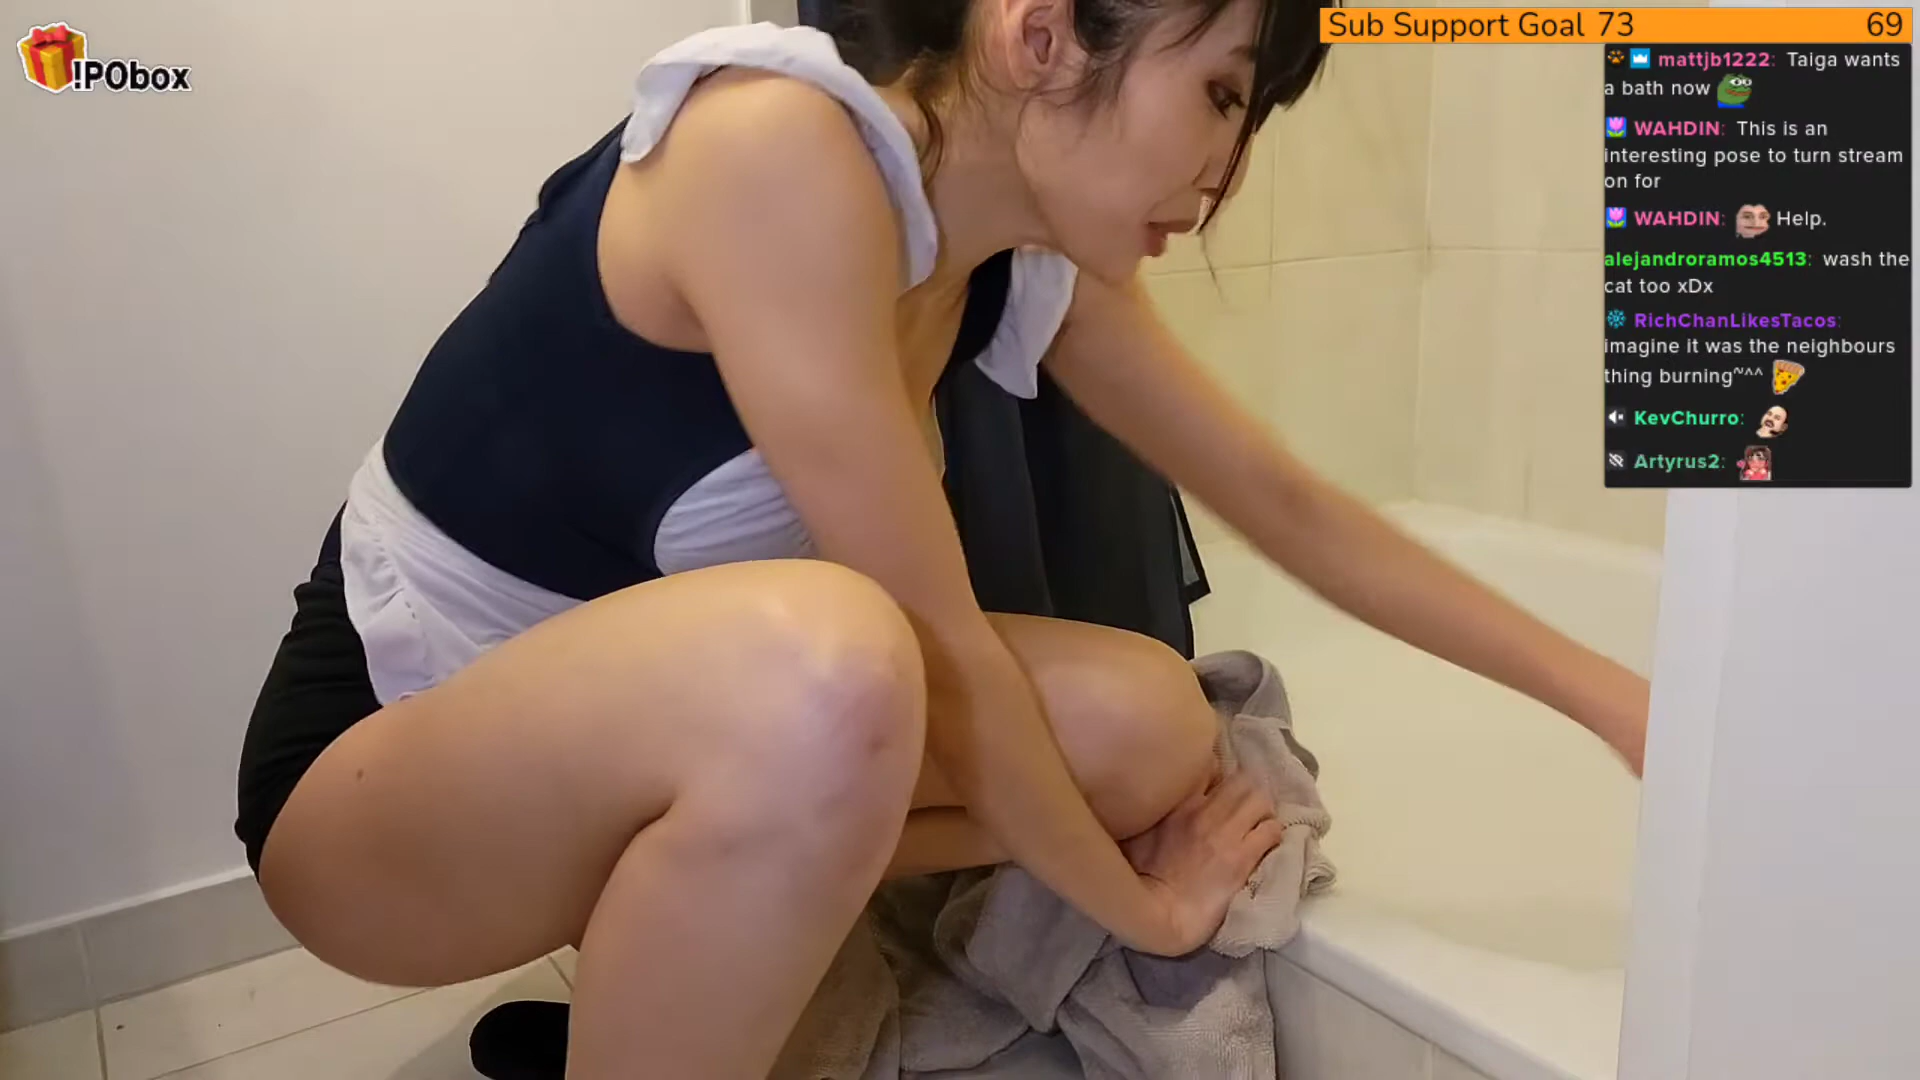 !PObox
Sub Support Goal 73 69
mattjb1222: Taiga wants
a bath now
WAHDIN: This is an
interesting pose to turn stream
on for
WAHDIN: Help.
alejandroramos4513: wash the
cat too xDx
RichChanLikesTacos:
imagine it was the neighbours
thing burning~^^
KevChurro:
Artyrus2: